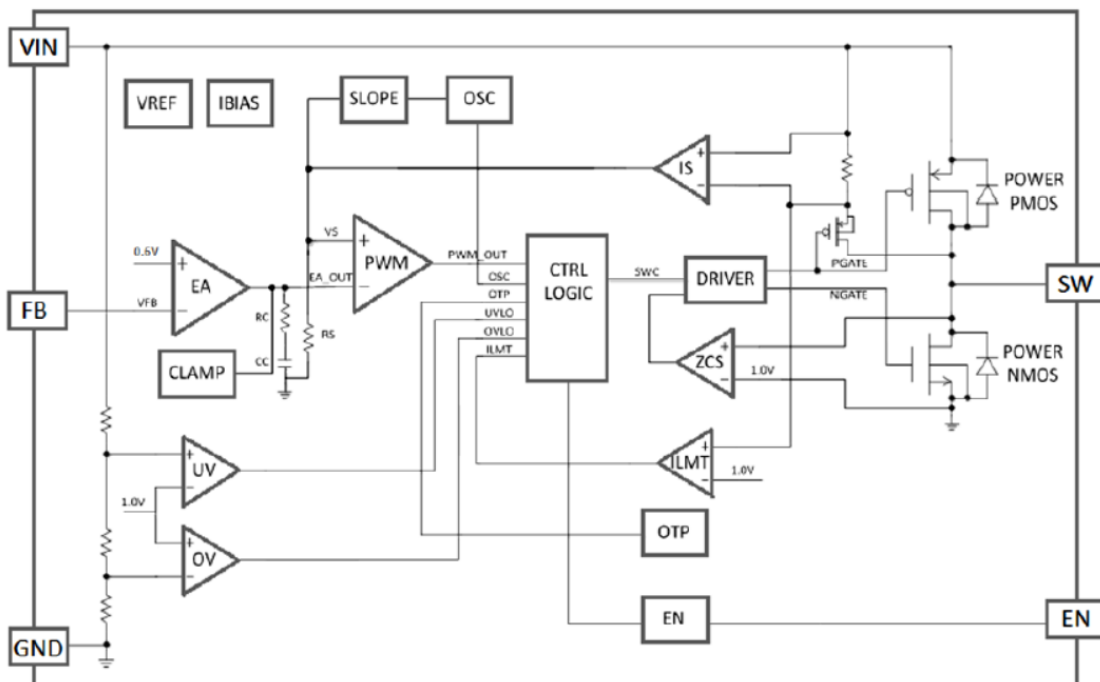 VIN
VREF
IBIAS
SLOPE
OSC
IS
POWER
PMOS
0.6V
EA
VS
PWM
PWM_OUT
CTRL
LOGIC
SWC
DRIVER
PGATE
EA_OUT
OSC
OTP
UVLO
OVLO
ILMT
NGATE
SW
FB
VFB
RC
RS
CC
CLAMP
ZCS
1.0V
POWER
NMOS
UV
1.0V
OV
ILMT
1.0V
OTP
EN
EN
GND